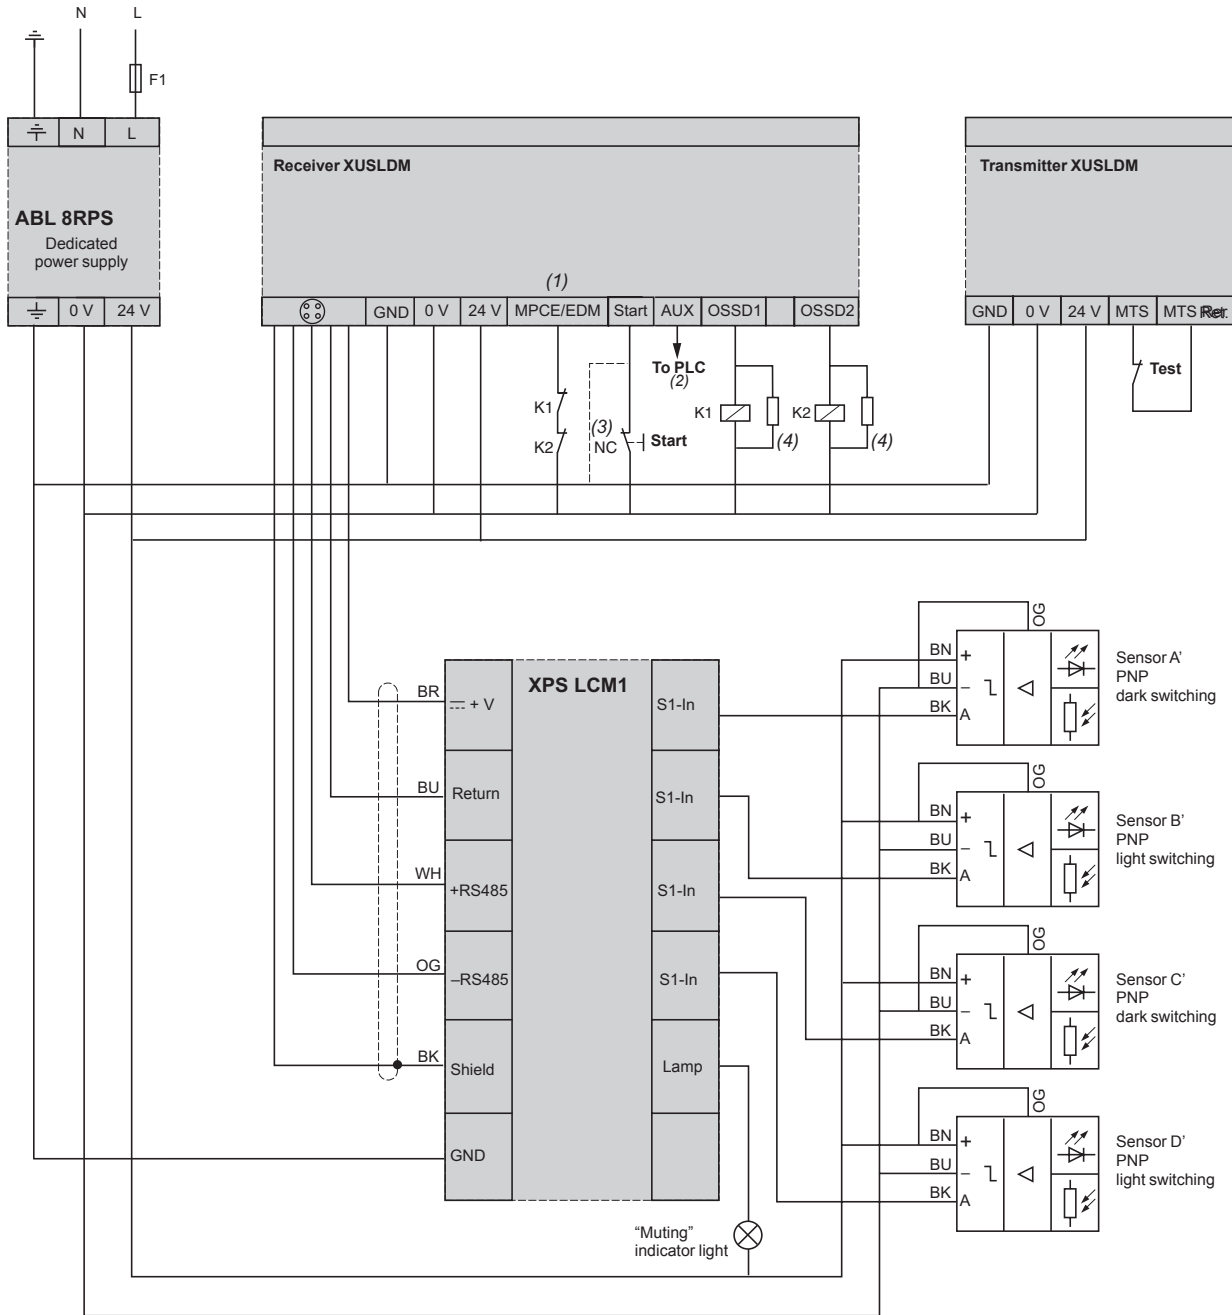 N
L
F1
N
L
ABL 8RPS
Dedicated
power supply
0 V
24 V
Receiver XUSLDM
(1)
GND
0 V
24 V
MPCE/EDM
Start
AUX
OSSD1
OSSD2
Transmitter XUSLDM
GND
0 V
24 V
MTS
MTS Ret.
To PLC
(2)
K1
K2
(3)
NC
Start
K1
(4)
K2
(4)
Test
XPS LCM1
BR
+ V
BU
Return
WH
+RS485
OG
–RS485
BK
Shield
GND
S1-In
S1-In
S1-In
S1-In
Lamp
“Muting”
indicator light
OG
BN
+
BU
–
BK
A
Sensor A’
PNP
dark switching
OG
BN
+
BU
–
BK
A
Sensor B’
PNP
light switching
OG
BN
+
BU
–
BK
A
Sensor C’
PNP
dark switching
OG
BN
+
BU
–
BK
A
Sensor D’
PNP
light switching